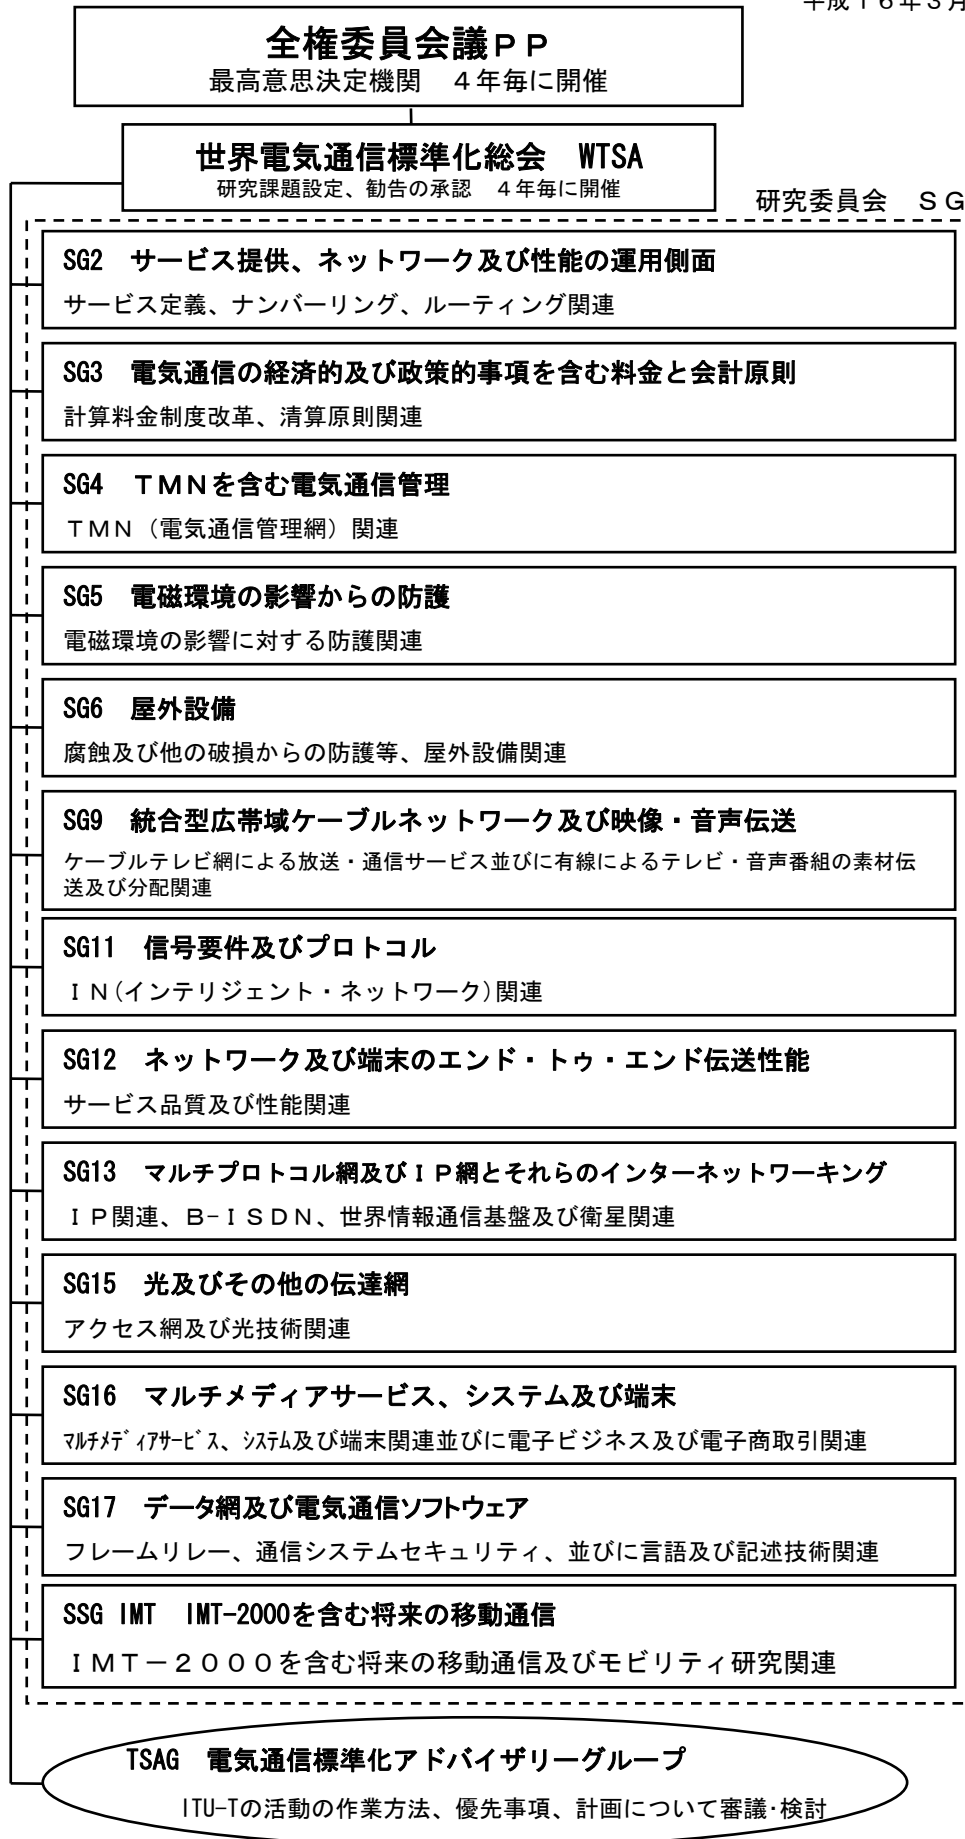 平成１６年３月
全権委員会議ＰＰ
最高意思決定機関　４年毎に開催
世界電気通信標準化総会　WTSA
研究課題設定、勧告の承認　４年毎に開催
研究委員会　ＳＧ
SG2　サービス提供、ネットワーク及び性能の運用側面
サービス定義、ナンバーリング、ルーティング関連
SG3　電気通信の経済的及び政策的事項を含む料金と会計原則
計算料金制度改革、清算原則関連
SG4　ＴＭＮを含む電気通信管理
ＴＭＮ（電気通信管理網）関連
SG5　電磁環境の影響からの防護
電磁環境の影響に対する防護関連
SG6　屋外設備
腐蝕及び他の破損からの防護等、屋外設備関連
SG9　統合型広帯域ケーブルネットワーク及び映像・音声伝送
ケーブルテレビ網による放送・通信サービス並びに有線によるテレビ・音声番組の素材伝
送及び分配関連
SG11　信号要件及びプロトコル
ＩＮ(インテリジェント・ネットワーク)関連
SG12　ネットワーク及び端末のエンド・トゥ・エンド伝送性能
サービス品質及び性能関連
SG13　マルチプロトコル網及びＩＰ網とそれらのインターネットワーキング
ＩＰ関連、Ｂ-ＩＳＤＮ、世界情報通信基盤及び衛星関連
SG15　光及びその他の伝達網
アクセス網及び光技術関連
SG16　マルチメディアサービス、システム及び端末
ﾏﾙﾁﾒﾃﾞｨｱｻｰﾋﾞｽ、ｼｽﾃﾑ及び端末関連並びに電子ビジネス及び電子商取引関連
SG17　データ網及び電気通信ソフトウェア
フレームリレー、通信システムセキュリティ、並びに言語及び記述技術関連
SSG IMT　IMT-2000を含む将来の移動通信
ＩＭＴ－２０００を含む将来の移動通信及びモビリティ研究関連
TSAG　電気通信標準化アドバイザリーグループ
ITU-Tの活動の作業方法、優先事項、計画について審議･検討